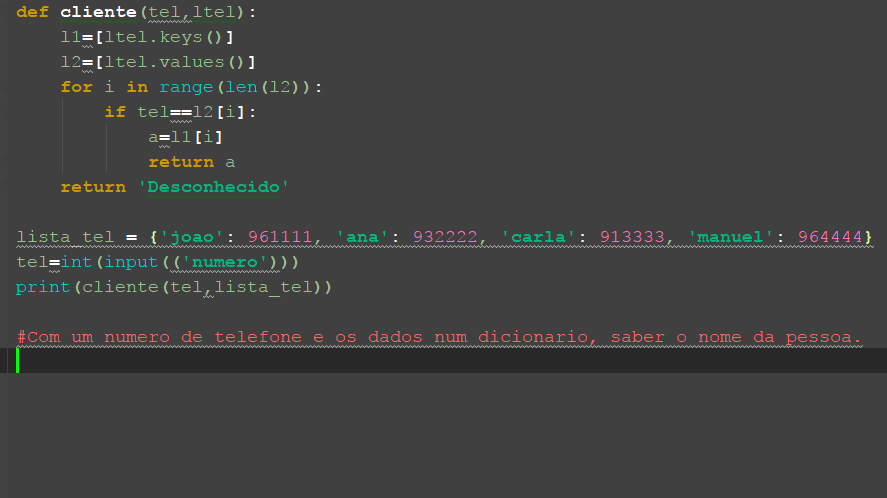 def cliente(tel,ltel):
    l1=[ltel.keys()]
    l2=[ltel.values()]
    for i in range(len(l2)):
        if tel==l2[i]:
            a=l1[i]
            return a
    return 'Desconhecido'

lista_tel = {'joao': 961111, 'ana': 932222, 'carla': 913333, 'manuel': 964444}
tel=int(input(('numero')))
print(cliente(tel,lista_tel))

#Com um numero de telefone e os dados num dicionario, saber o nome da pessoa.